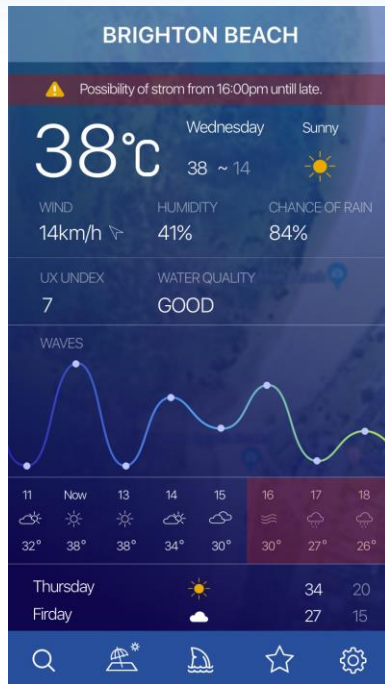 BRIGHTON BEACH
Possibility of strom from 16:00pm untill late.
38°C
Wednesday
Sunny
38 ~ 14
WIND
HUMIDITY
CHANCE OF RAIN
14km/h
41%
84%
UX UNDEX
WATER QUALITY
7
GOOD
WAVES
11 Now 13 14 15 16 17 18
32° 38° 38° 34° 30° 30° 27° 26°
Thursday 34 20
Firday 27 15